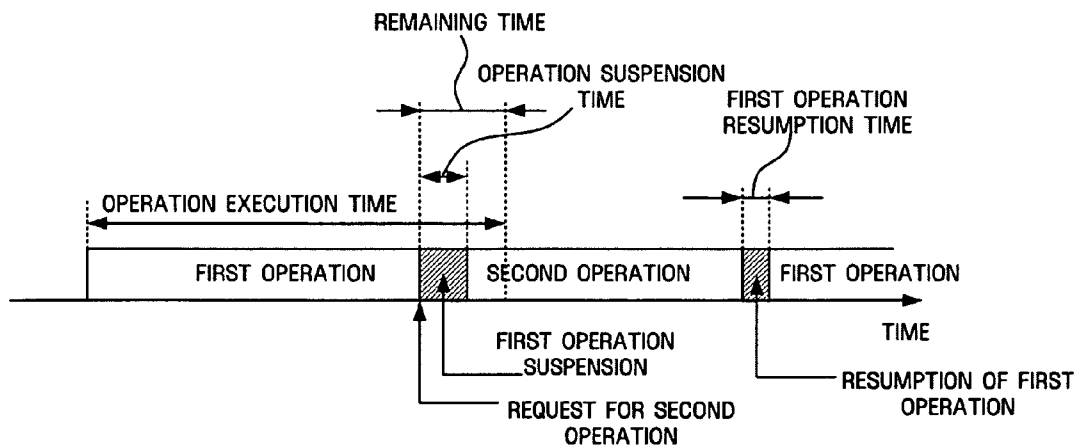 REMAINING TIME
OPERATION SUSPENSION
TIME
FIRST OPERATION
RESUMPTION TIME
OPERATION EXECUTION TIME
FIRST OPERATION
SECOND OPERATION
FIRST OPERATION
TIME
FIRST OPERATION
SUSPENSION
REQUEST FOR SECOND
OPERATION
RESUMPTION OF FIRST
OPERATION